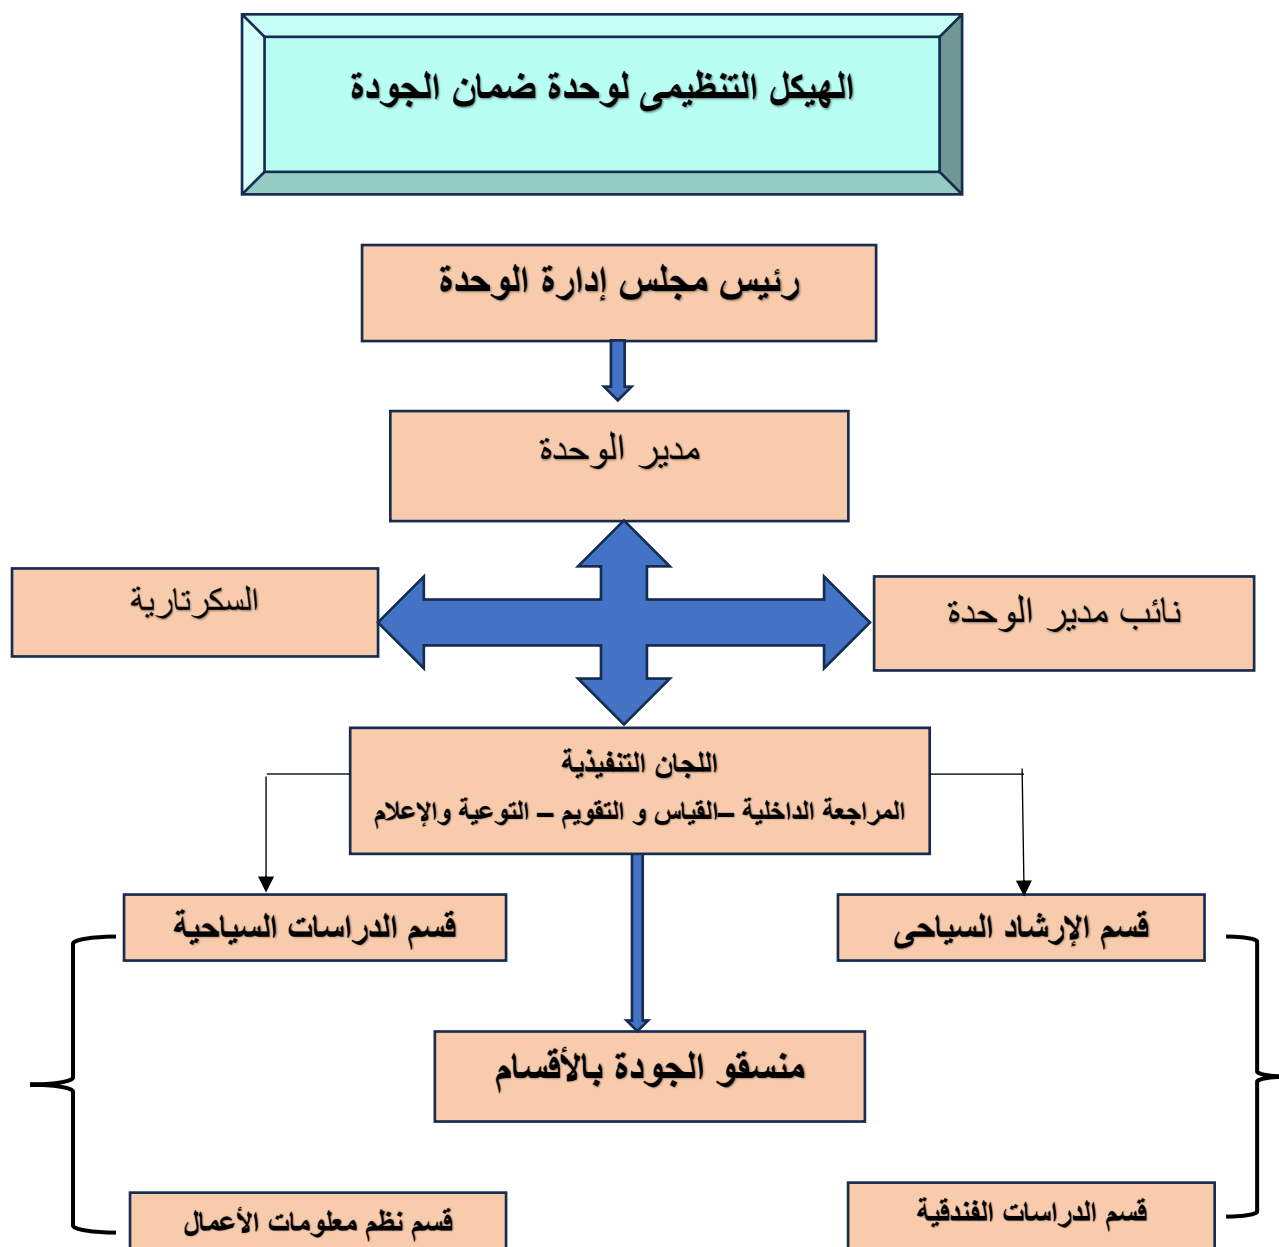 الهيكل التنظيمى لوحدة ضمان الجودة
رئيس مجلس إدارة الوحدة
مدير الوحدة
نائب مدير الوحدة
السكرتارية
اللجان التنفيذية
المراجعة الداخلية –القياس و التقويم – التوعية والإعلام
قسم الإرشاد السياحى
قسم الدراسات السياحية
منسقو الجودة بالأقسام
قسم الدراسات الفندقية
قسم نظم معلومات الأعمال